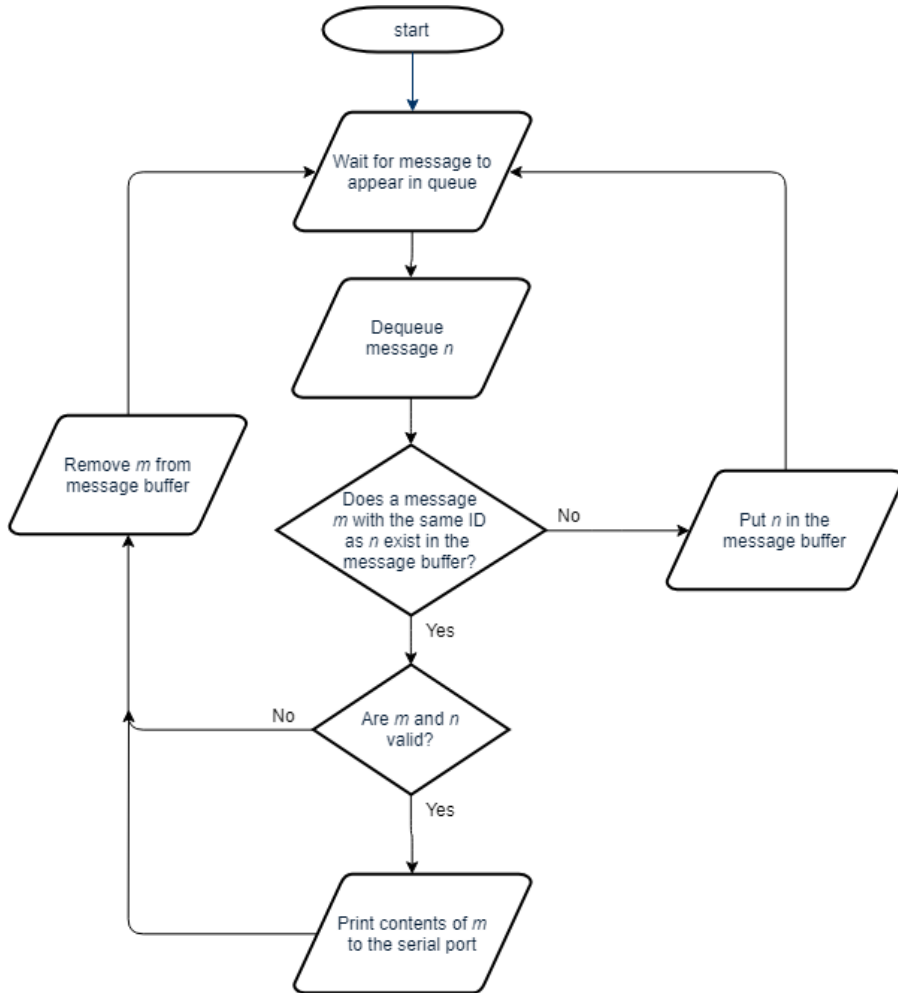 start
Wait for message to
appear in queue
Dequeue
message n
Remove m from
message buffer
Does a message
m with the same ID
as n exist in the
message buffer?
No
Put n in the
message buffer
Yes
No
Are m and n
valid?
Yes
Print contents of m
to the serial port